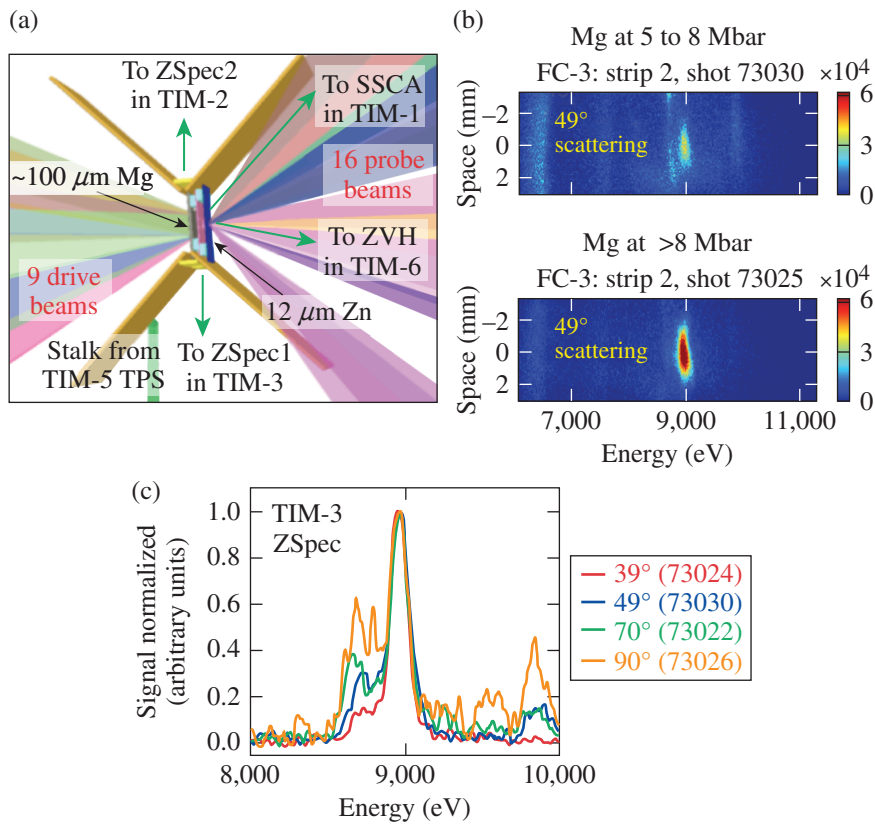 (a)
To ZSpec2
in TIM-2
To SSCA
in TIM-1
~100 μm Mg
16 probe
beams
To ZVH
in TIM-6
9 drive
beams
12 μm Zn
Stalk from
TIM-5 TPS
To ZSpec1
in TIM-3
(b)
Mg at 5 to 8 Mbar
FC-3: strip 2, shot 73030
×10⁴
Space (mm)
−2
0
2
49°
scattering
6
3
0
Mg at >8 Mbar
FC-3: strip 2, shot 73025
×10⁴
Space (mm)
−2
0
2
49°
scattering
6
3
0
7,000
9,000
11,000
Energy (eV)
(c)
Signal normalized
(arbitrary units)
1.0
0.8
0.6
0.4
0.2
0.0
TIM-3
ZSpec
8,000
9,000
10,000
Energy (eV)
39° (73024)
49° (73030)
70° (73022)
90° (73026)